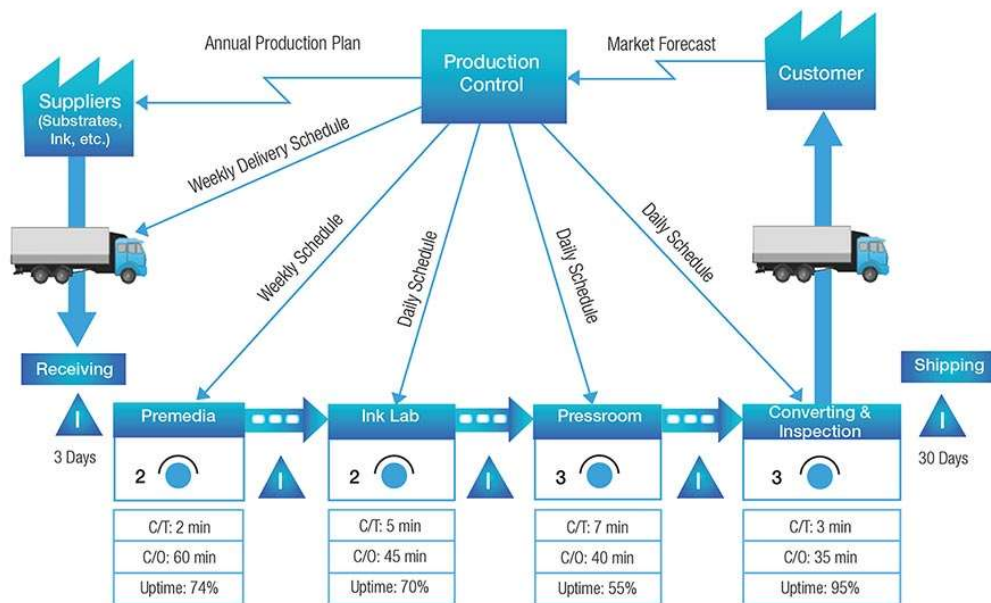 Annual Production Plan
Production
Control
Market Forecast
Customer
Suppliers
(Substrates,
Ink, etc.)
Weekly Delivery Schedule
Weekly Schedule
Daily Schedule
Daily Schedule
Daily Schedule
Receiving
Shipping
I
3 Days
I
30 Days
Premedia
Ink Lab
Pressroom
Converting &
Inspection
2
I
2
I
3
I
3
C/T: 2 min
C/O: 60 min
Uptime: 74%
C/T: 5 min
C/O: 45 min
Uptime: 70%
C/T: 7 min
C/O: 40 min
Uptime: 55%
C/T: 3 min
C/O: 35 min
Uptime: 95%